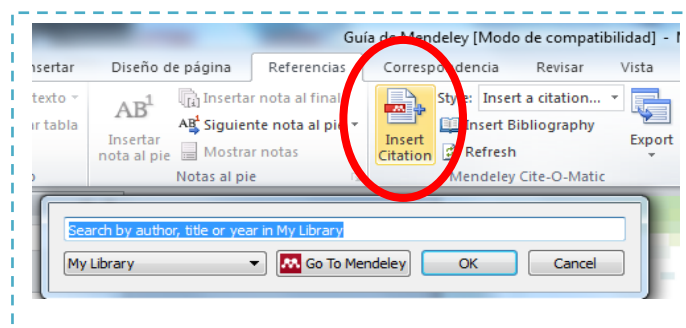 Guía de Mendeley [Modo de compatibilidad] -
nsertar Diseño de página Referencias Correspondencia Revisar Vista
texto Insertar nota al final Style: Insert a citation...
r tabla AB1 Siguiente nota al pie Insert Bibliography
Insertar nota al pie Mostrar notas Insert Citation Refresh Export
Notas al pie Mendeley Cite-O-Matic
Search by author, title or year in My Library
My Library Go To Mendeley OK Cancel